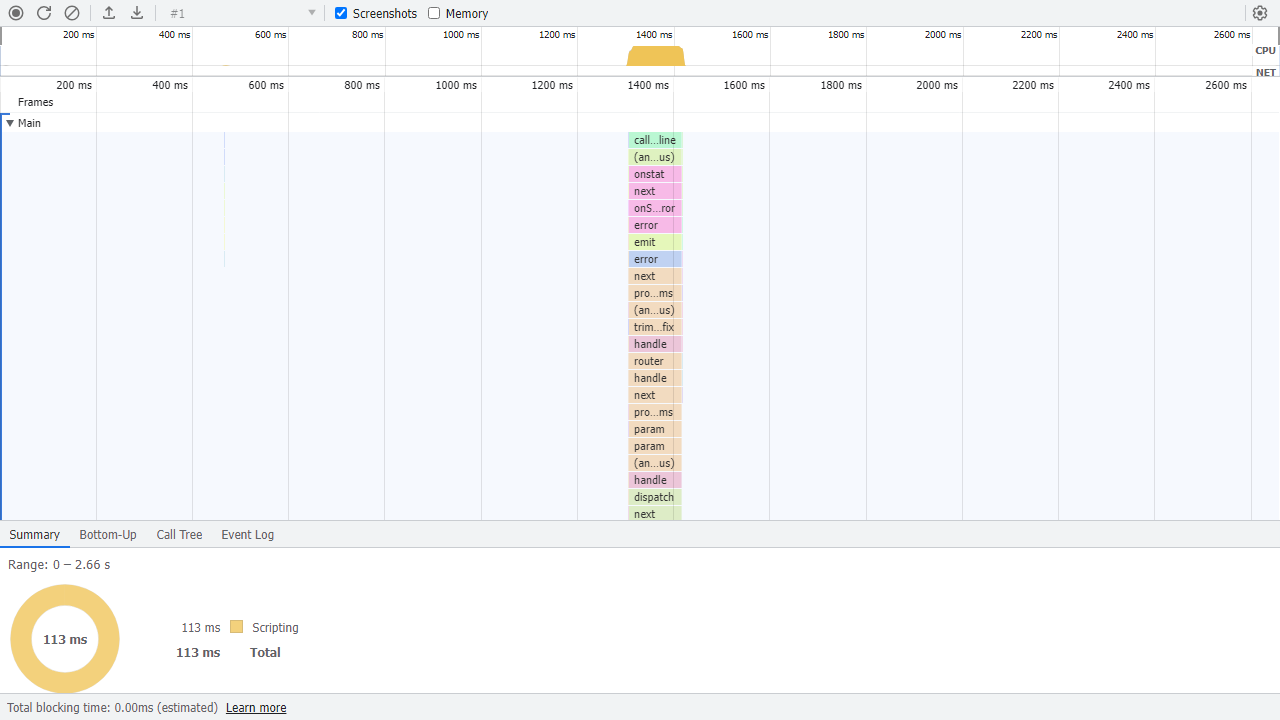 #1 Screenshots Memory
200 ms 400 ms 600 ms 800 ms 1000 ms 1200 ms 1400 ms 1600 ms 1800 ms 2000 ms 2200 ms 2400 ms 2600 ms
CPU
NET
200 ms 400 ms 600 ms 800 ms 1000 ms 1200 ms 1400 ms 1600 ms 1800 ms 2000 ms 2200 ms 2400 ms 2600 ms
Frames
Main
call...line
(an...us)
onstat
next
onS...ror
error
emit
error
next
pro...ms
(an...us)
trim...fix
handle
router
handle
next
pro...ms
param
param
(an...us)
handle
dispatch
next
Summary Bottom-Up Call Tree Event Log
Range: 0 – 2.66 s
113 ms
113 ms Scripting
113 ms Total
Total blocking time: 0.00ms (estimated) Learn more